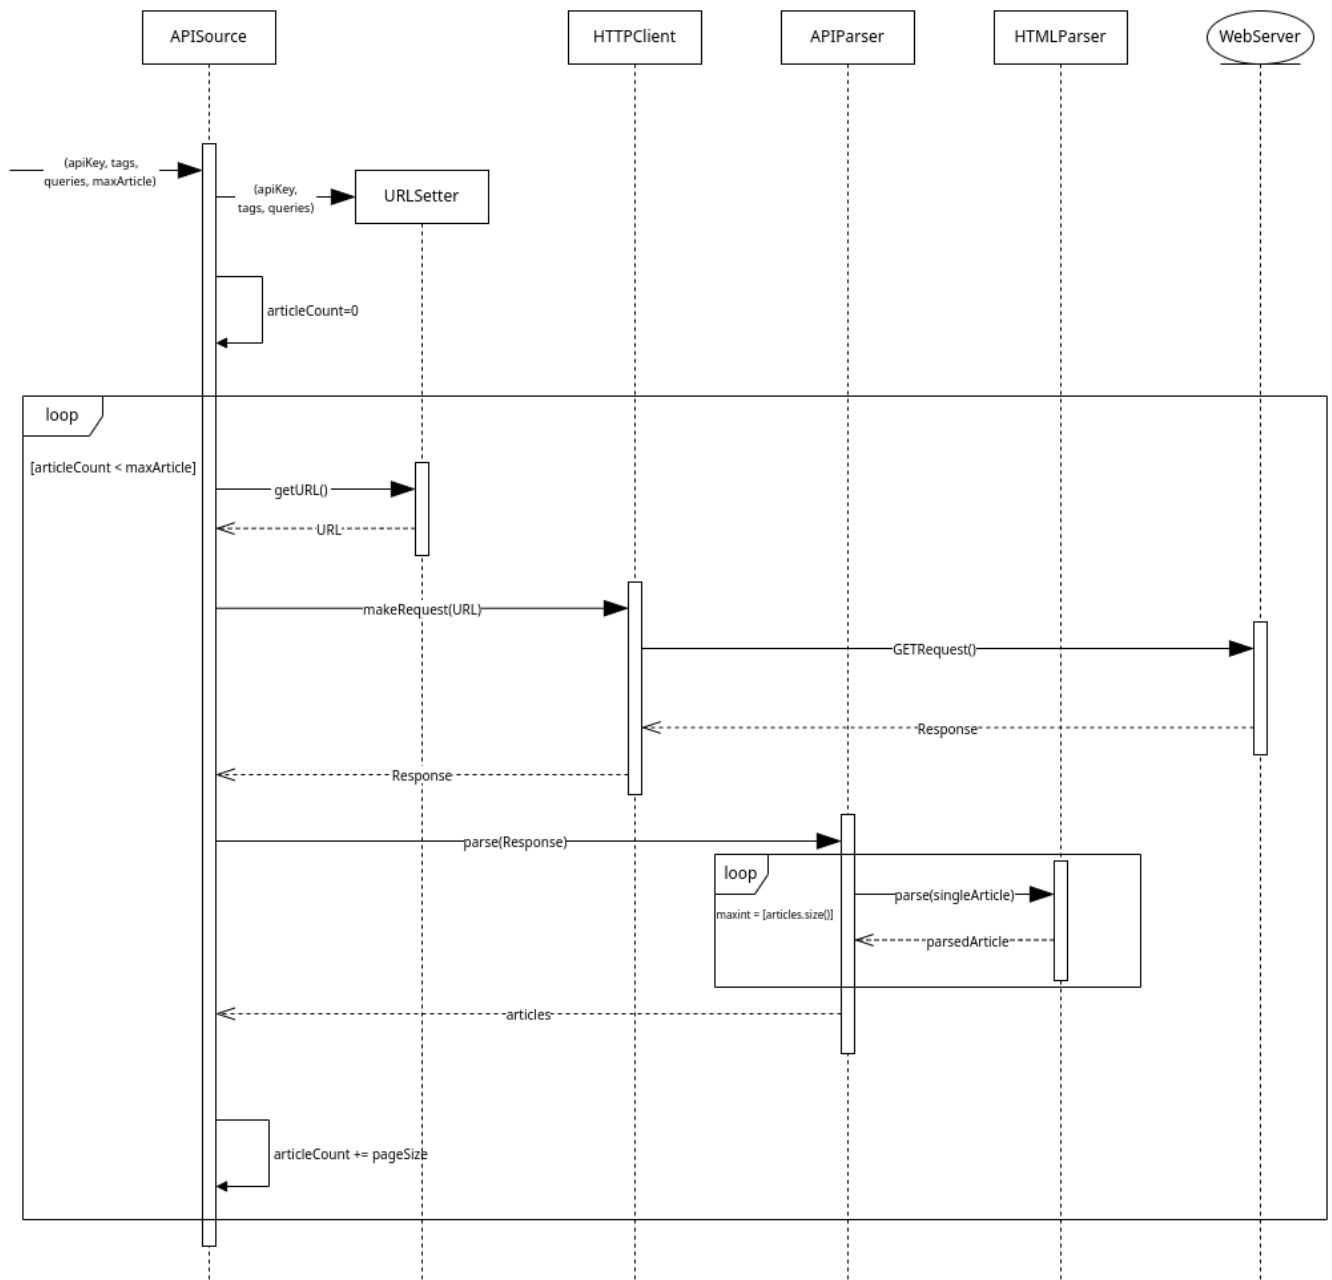 APISource
HTTPClient
APIParser
HTMLParser
WebServer
(apiKey, tags,
queries, maxArticle)
(apiKey,
tags, queries)
URLSetter
articleCount=0
loop
[articleCount < maxArticle]
getURL()
URL
makeRequest(URL)
GETRequest()
Response
Response
parse(Response)
loop
parse(singleArticle)
maxint = [articles.size()]
parsedArticle
articles
articleCount += pageSize